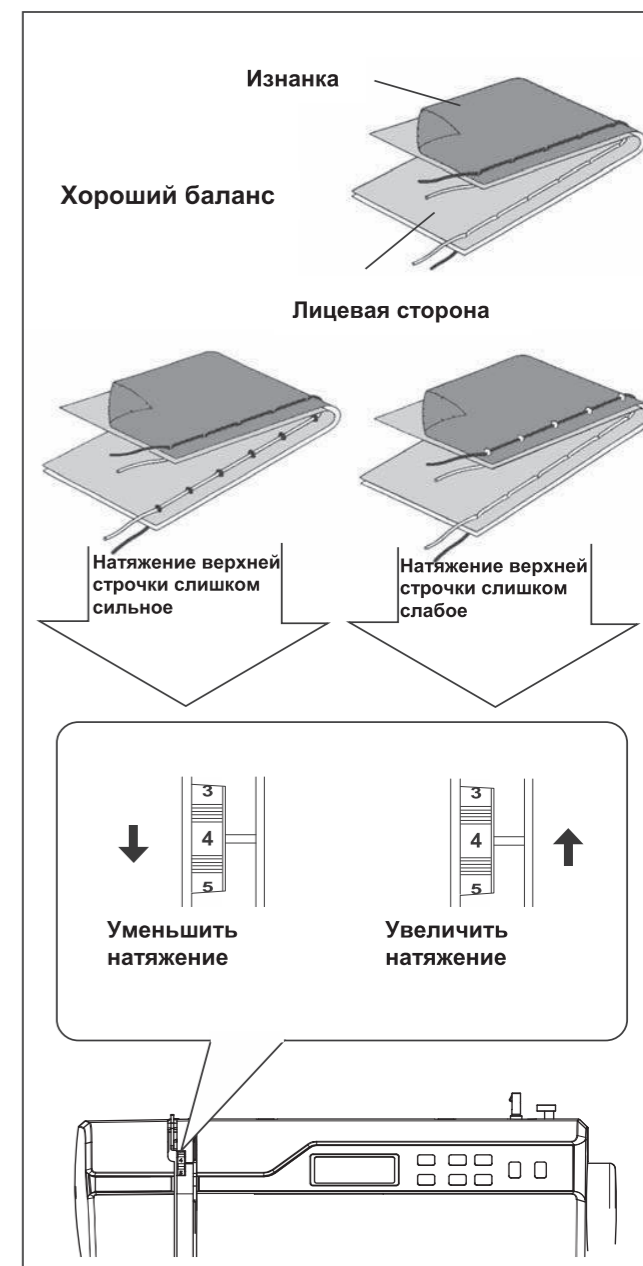 Изнанка
Хороший баланс
Лицевая сторона
Натяжение верхней
строчки слишком
сильное
Натяжение верхней
строчки слишком
слабое
3
4
5
Уменьшить
натяжение
3
4
5
Увеличить
натяжение